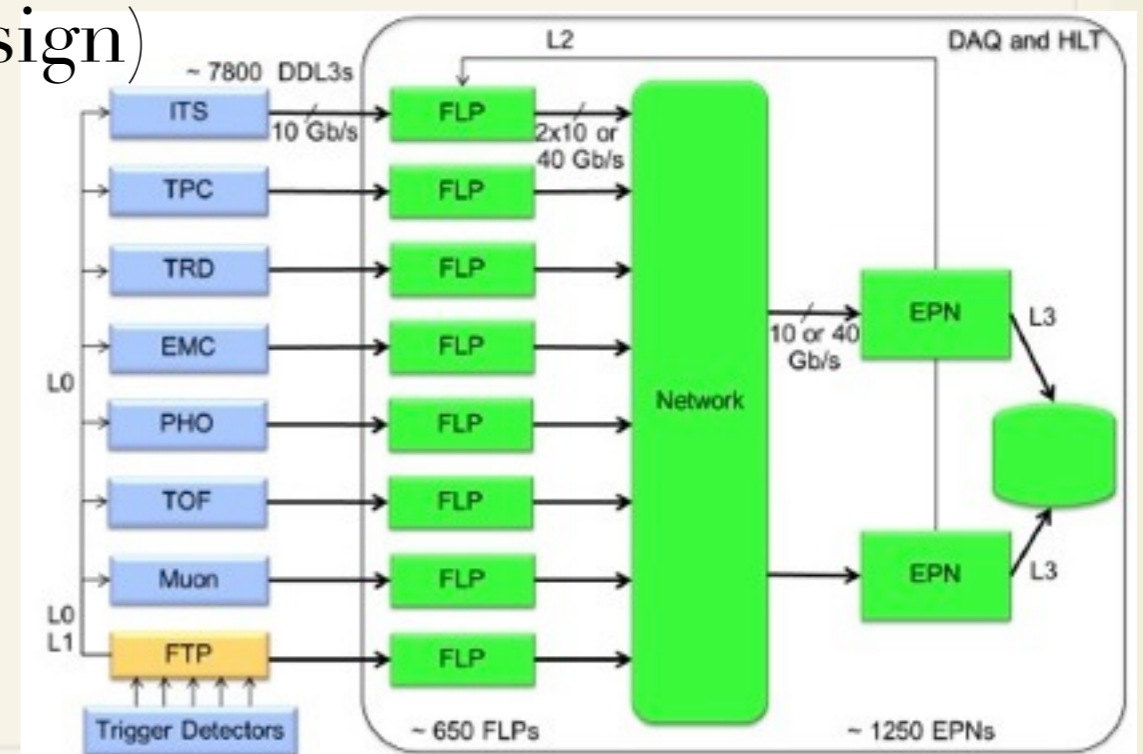 sign)
L2
DAQ and HLT
~ 7800 DDL3s
ITS
10 Gb/s
FLP
2x10 or
40 Gb/s
TPC
FLP
TRD
FLP
EMC
FLP
L0
PHO
FLP
TOF
FLP
Muon
FLP
L0
L1
FTP
FLP
Trigger Detectors
~ 650 FLPs
Network
10 or 40
Gb/s
EPN
L3
EPN
L3
~ 1250 EPNs